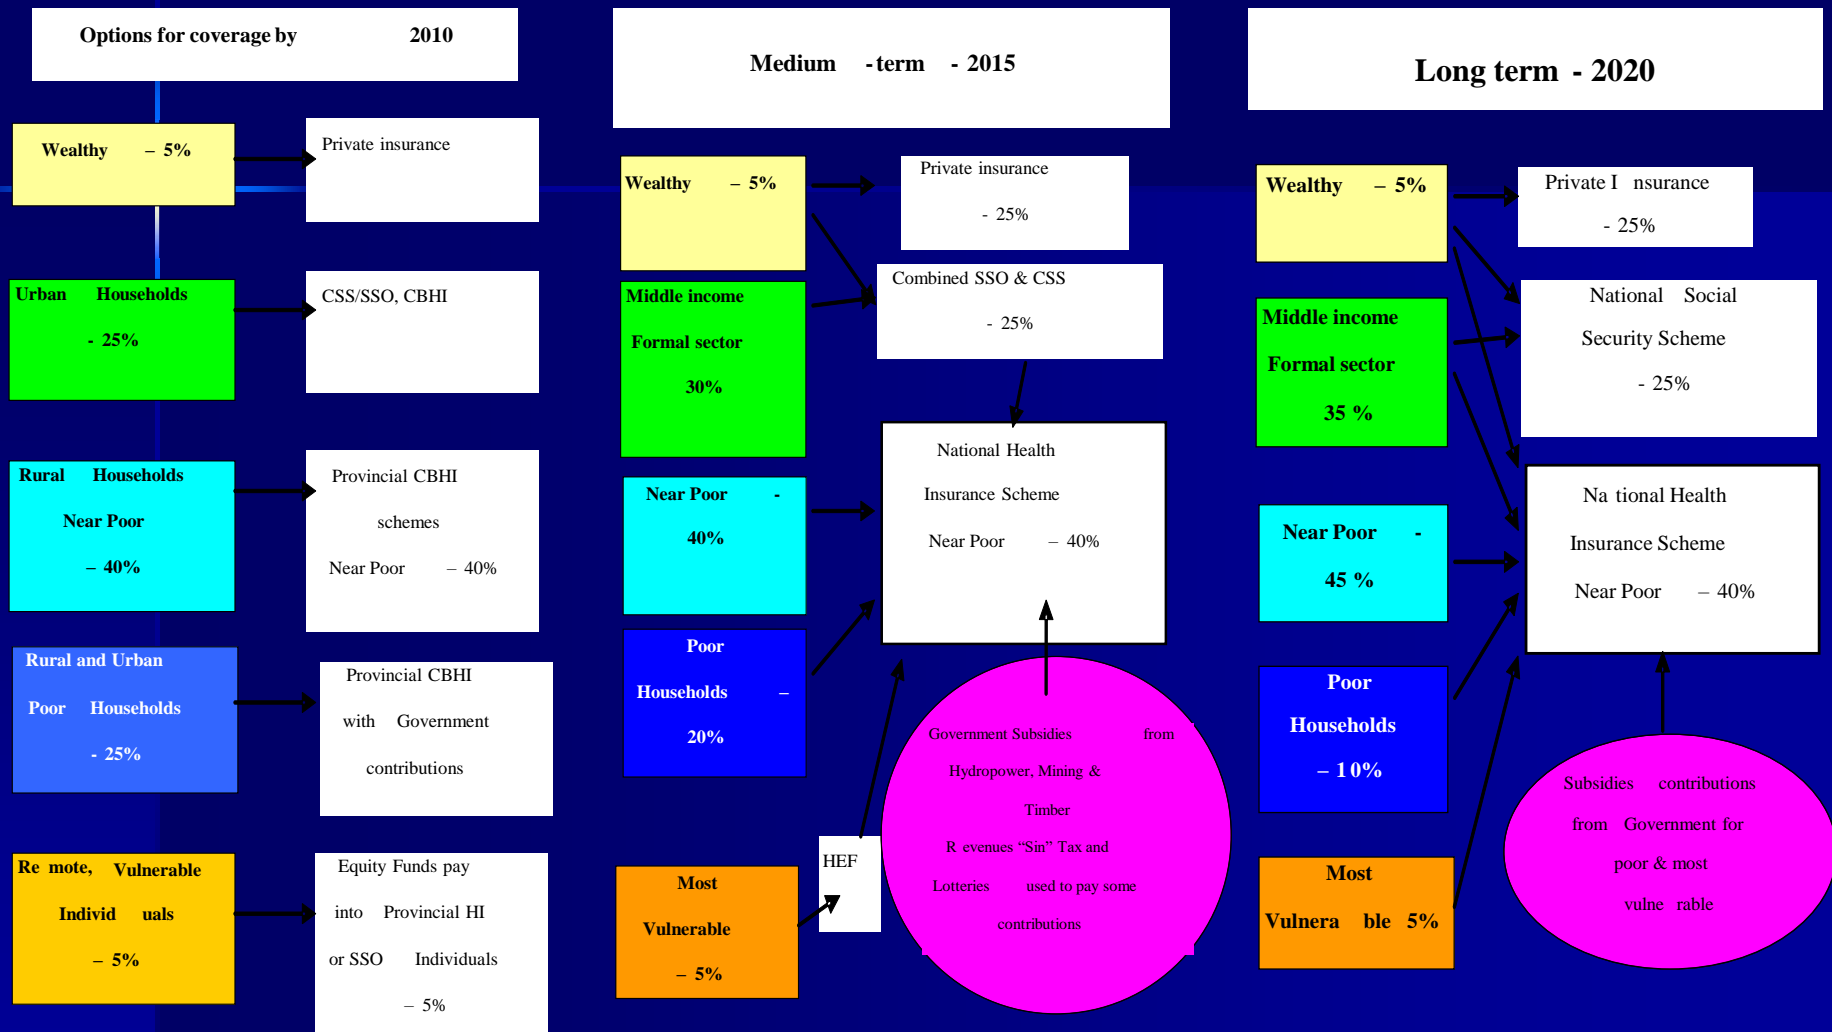 Options for coverage by 2010
Wealthy – 5%
Private insurance
Urban Households
- 25%
CSS/SSO, CBHI
Rural Households
Near Poor
– 40%
Provincial CBHI
schemes
Near Poor – 40%
Rural and Urban
Poor Households
- 25%
Provincial CBHI
with Government
contributions
Re mote, Vulnerable
Individ uals
– 5%
Equity Funds pay
into Provincial HI
or SSO Individuals
– 5%
Medium -term - 2015
Wealthy – 5%
Private insurance
- 25%
Middle income
Formal sector
30%
Combined SSO & CSS
- 25%
Near Poor -
40%
National Health
Insurance Scheme
Near Poor – 40%
Poor
Households –
20%
Government Subsidies from
Hydropower, Mining &
Timber
R evenues “Sin” Tax and
Lotteries used to pay some
contributions
HEF
Most
Vulnerable
– 5%
Long term - 2020
Wealthy – 5%
Private I nsurance
- 25%
Middle income
Formal sector
35 %
National Social
Security Scheme
- 25%
Near Poor -
45 %
Na tional Health
Insurance Scheme
Near Poor – 40%
Poor
Households
– 10%
Subsidies contributions
from Government for
poor & most
vulne rable
Most
Vulnera ble 5%